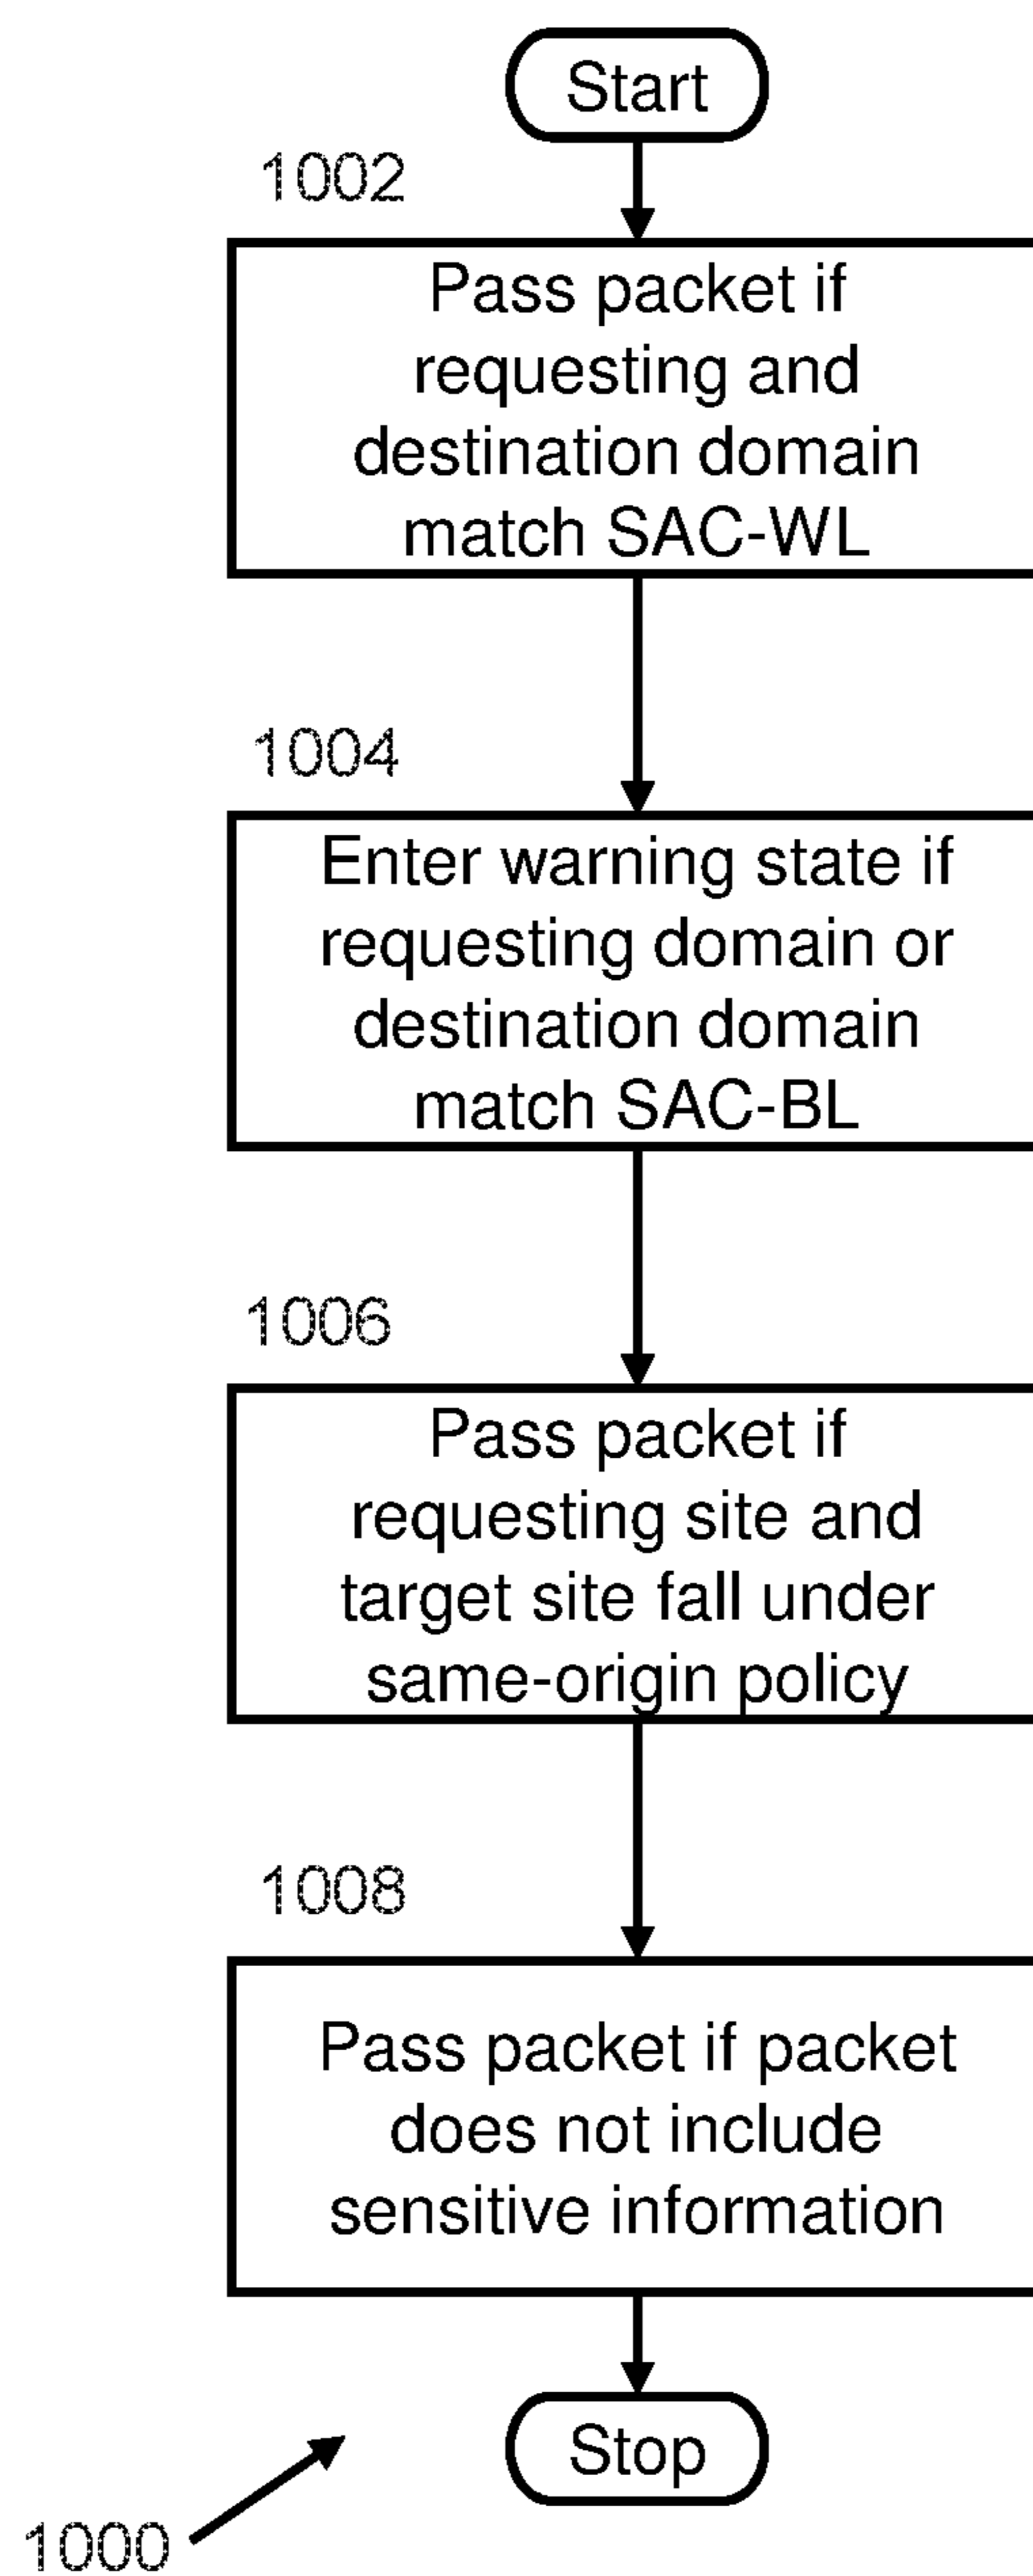 Start
1002
Pass packet if
requesting and
destination domain
match SAC-WL
1004
Enter warning state if
requesting domain or
destination domain
match SAC-BL
1006
Pass packet if
requesting site and
target site fall under
same-origin policy
1008
Pass packet if packet
does not include
sensitive information
Stop
1000